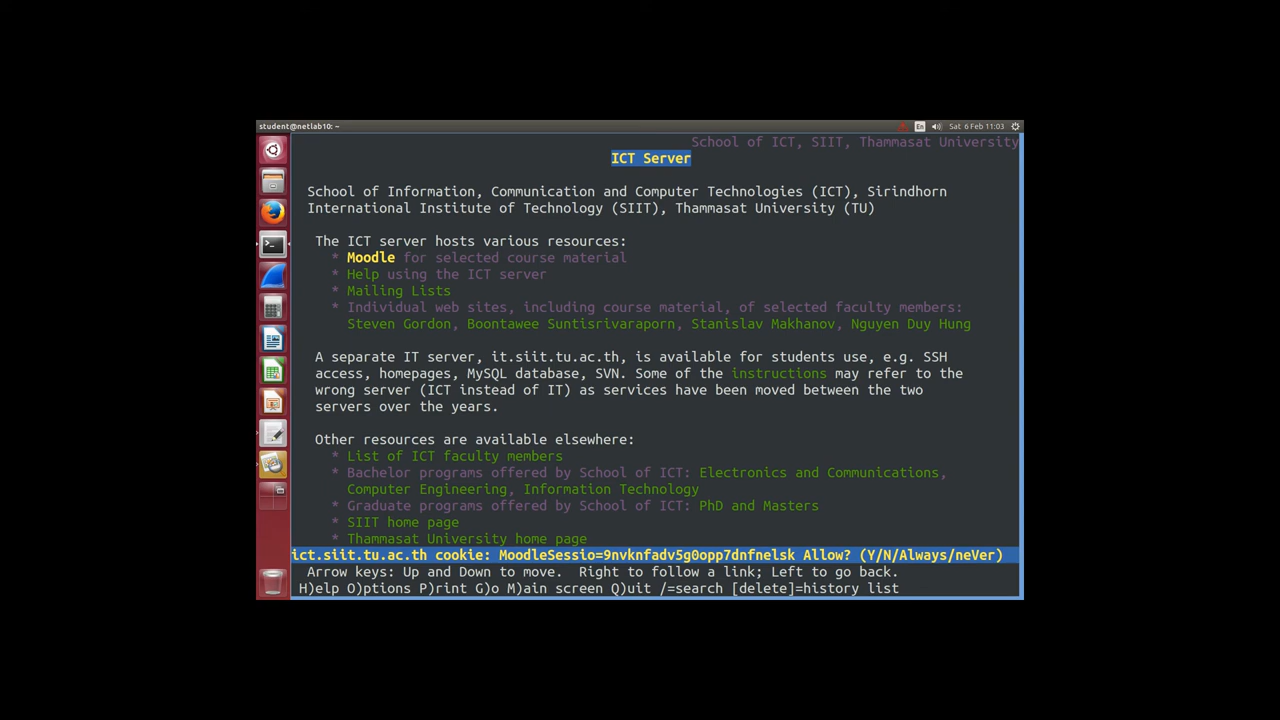 student@netlab10: ~
En
Sat 6 Feb 11:03
School of ICT, SIIT, Thammasat University
ICT Server
School of Information, Communication and Computer Technologies (ICT), Sirindhorn
International Institute of Technology (SIIT), Thammasat University (TU)
The ICT server hosts various resources:
* Moodle for selected course material
* Help using the ICT server
* Mailing Lists
* Individual web sites, including course material, of selected faculty members:
Steven Gordon, Boontawee Suntisrivaraporn, Stanislav Makhanov, Nguyen Duy Hung
A separate IT server, it.siit.tu.ac.th, is available for students use, e.g. SSH
access, homepages, MySQL database, SVN. Some of the instructions may refer to the
wrong server (ICT instead of IT) as services have been moved between the two
servers over the years.
Other resources are available elsewhere:
* List of ICT faculty members
* Bachelor programs offered by School of ICT: Electronics and Communications,
Computer Engineering, Information Technology
* Graduate programs offered by School of ICT: PhD and Masters
* SIIT home page
* Thammasat University home page
ict.siit.tu.ac.th cookie: MoodleSessio=9nvknfadv5g0opp7dnfnelsk Allow? (Y/N/Always/neVer)
Arrow keys: Up and Down to move. Right to follow a link; Left to go back.
H)elp O)ptions P)rint G)o M)ain screen Q)uit /=search [delete]=history list